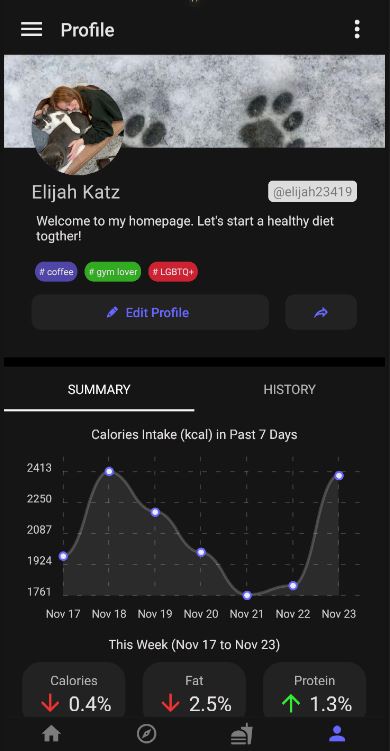 Profile
Elijah Katz
@elijah23419
Welcome to my homepage. Let's start a healthy diet
togther!
# coffee
# gym lover
# LGBTQ+
Edit Profile
SUMMARY
HISTORY
Calories Intake (kcal) in Past 7 Days
2413
2250
2087
1924
1761
Nov 17 Nov 18 Nov 19 Nov 20 Nov 21 Nov 22 Nov 23
This Week (Nov 17 to Nov 23)
Calories
0.4%
Fat
2.5%
Protein
1.3%